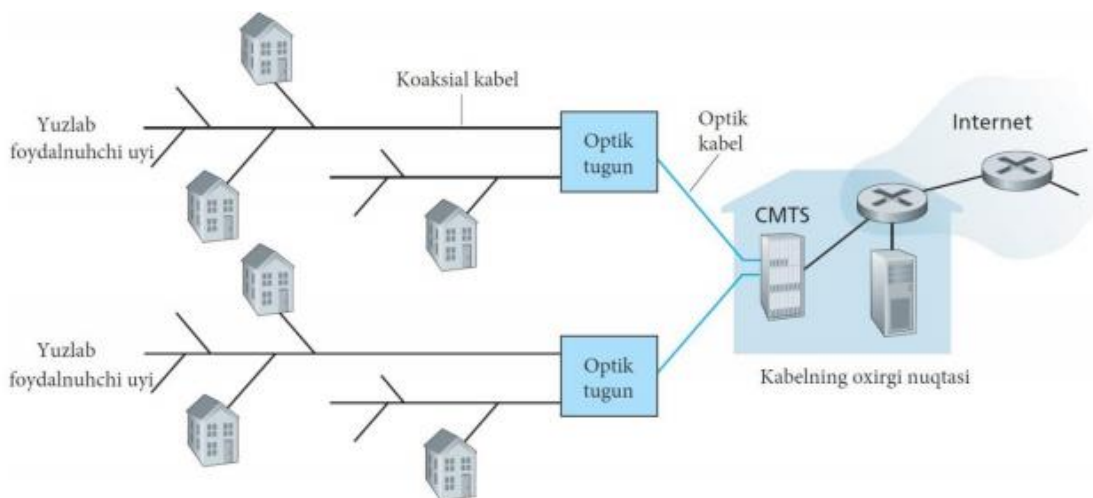 Koaksial kabel
Yuzlab
foydalnuhchi uyi
Optik
tugun
Optik
kabel
Internet
CMTS
Yuzlab
foydalnuhchi uyi
Optik
tugun
Kabelning oxirgi nuqtasi